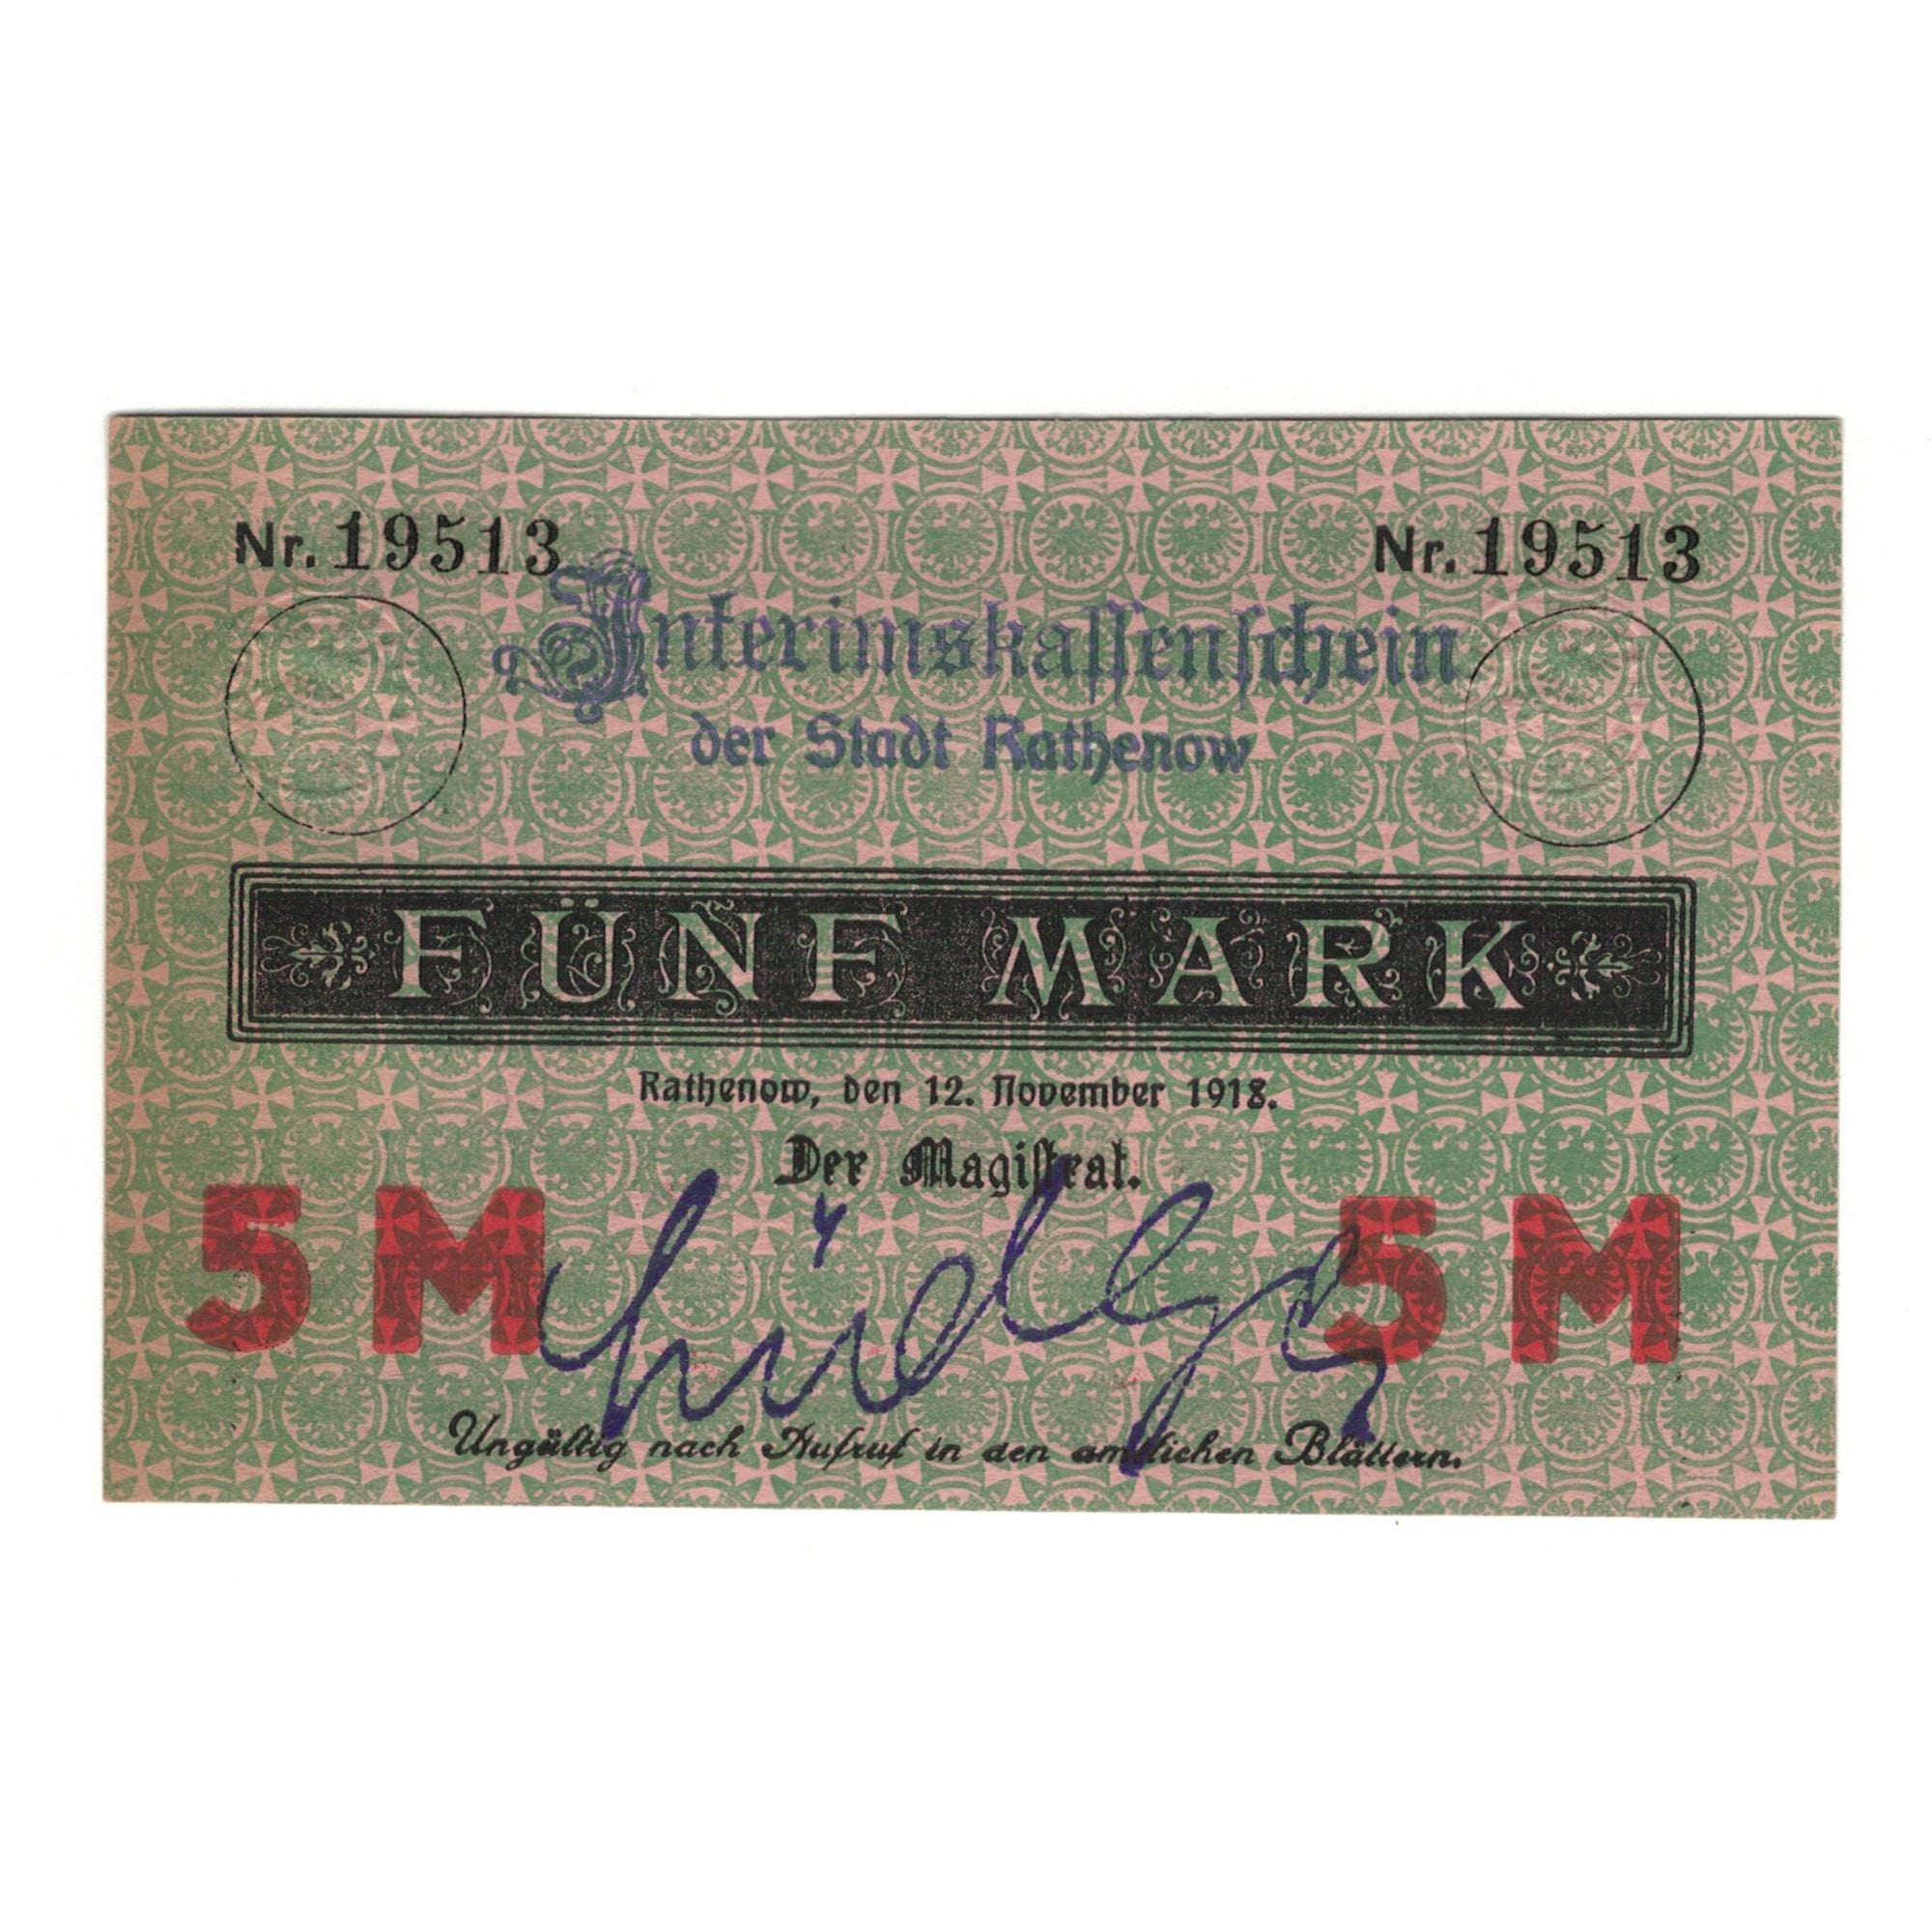 Nr. 19513 Nr. 19513
Interimskassenschein
der Stadt Rathenow
FÜNF MARK
Rathenow, den 12. November 1918.
Der Magistrat.
5 M 5 M
Ungültig nach Aufruf in den amtlichen Blättern.